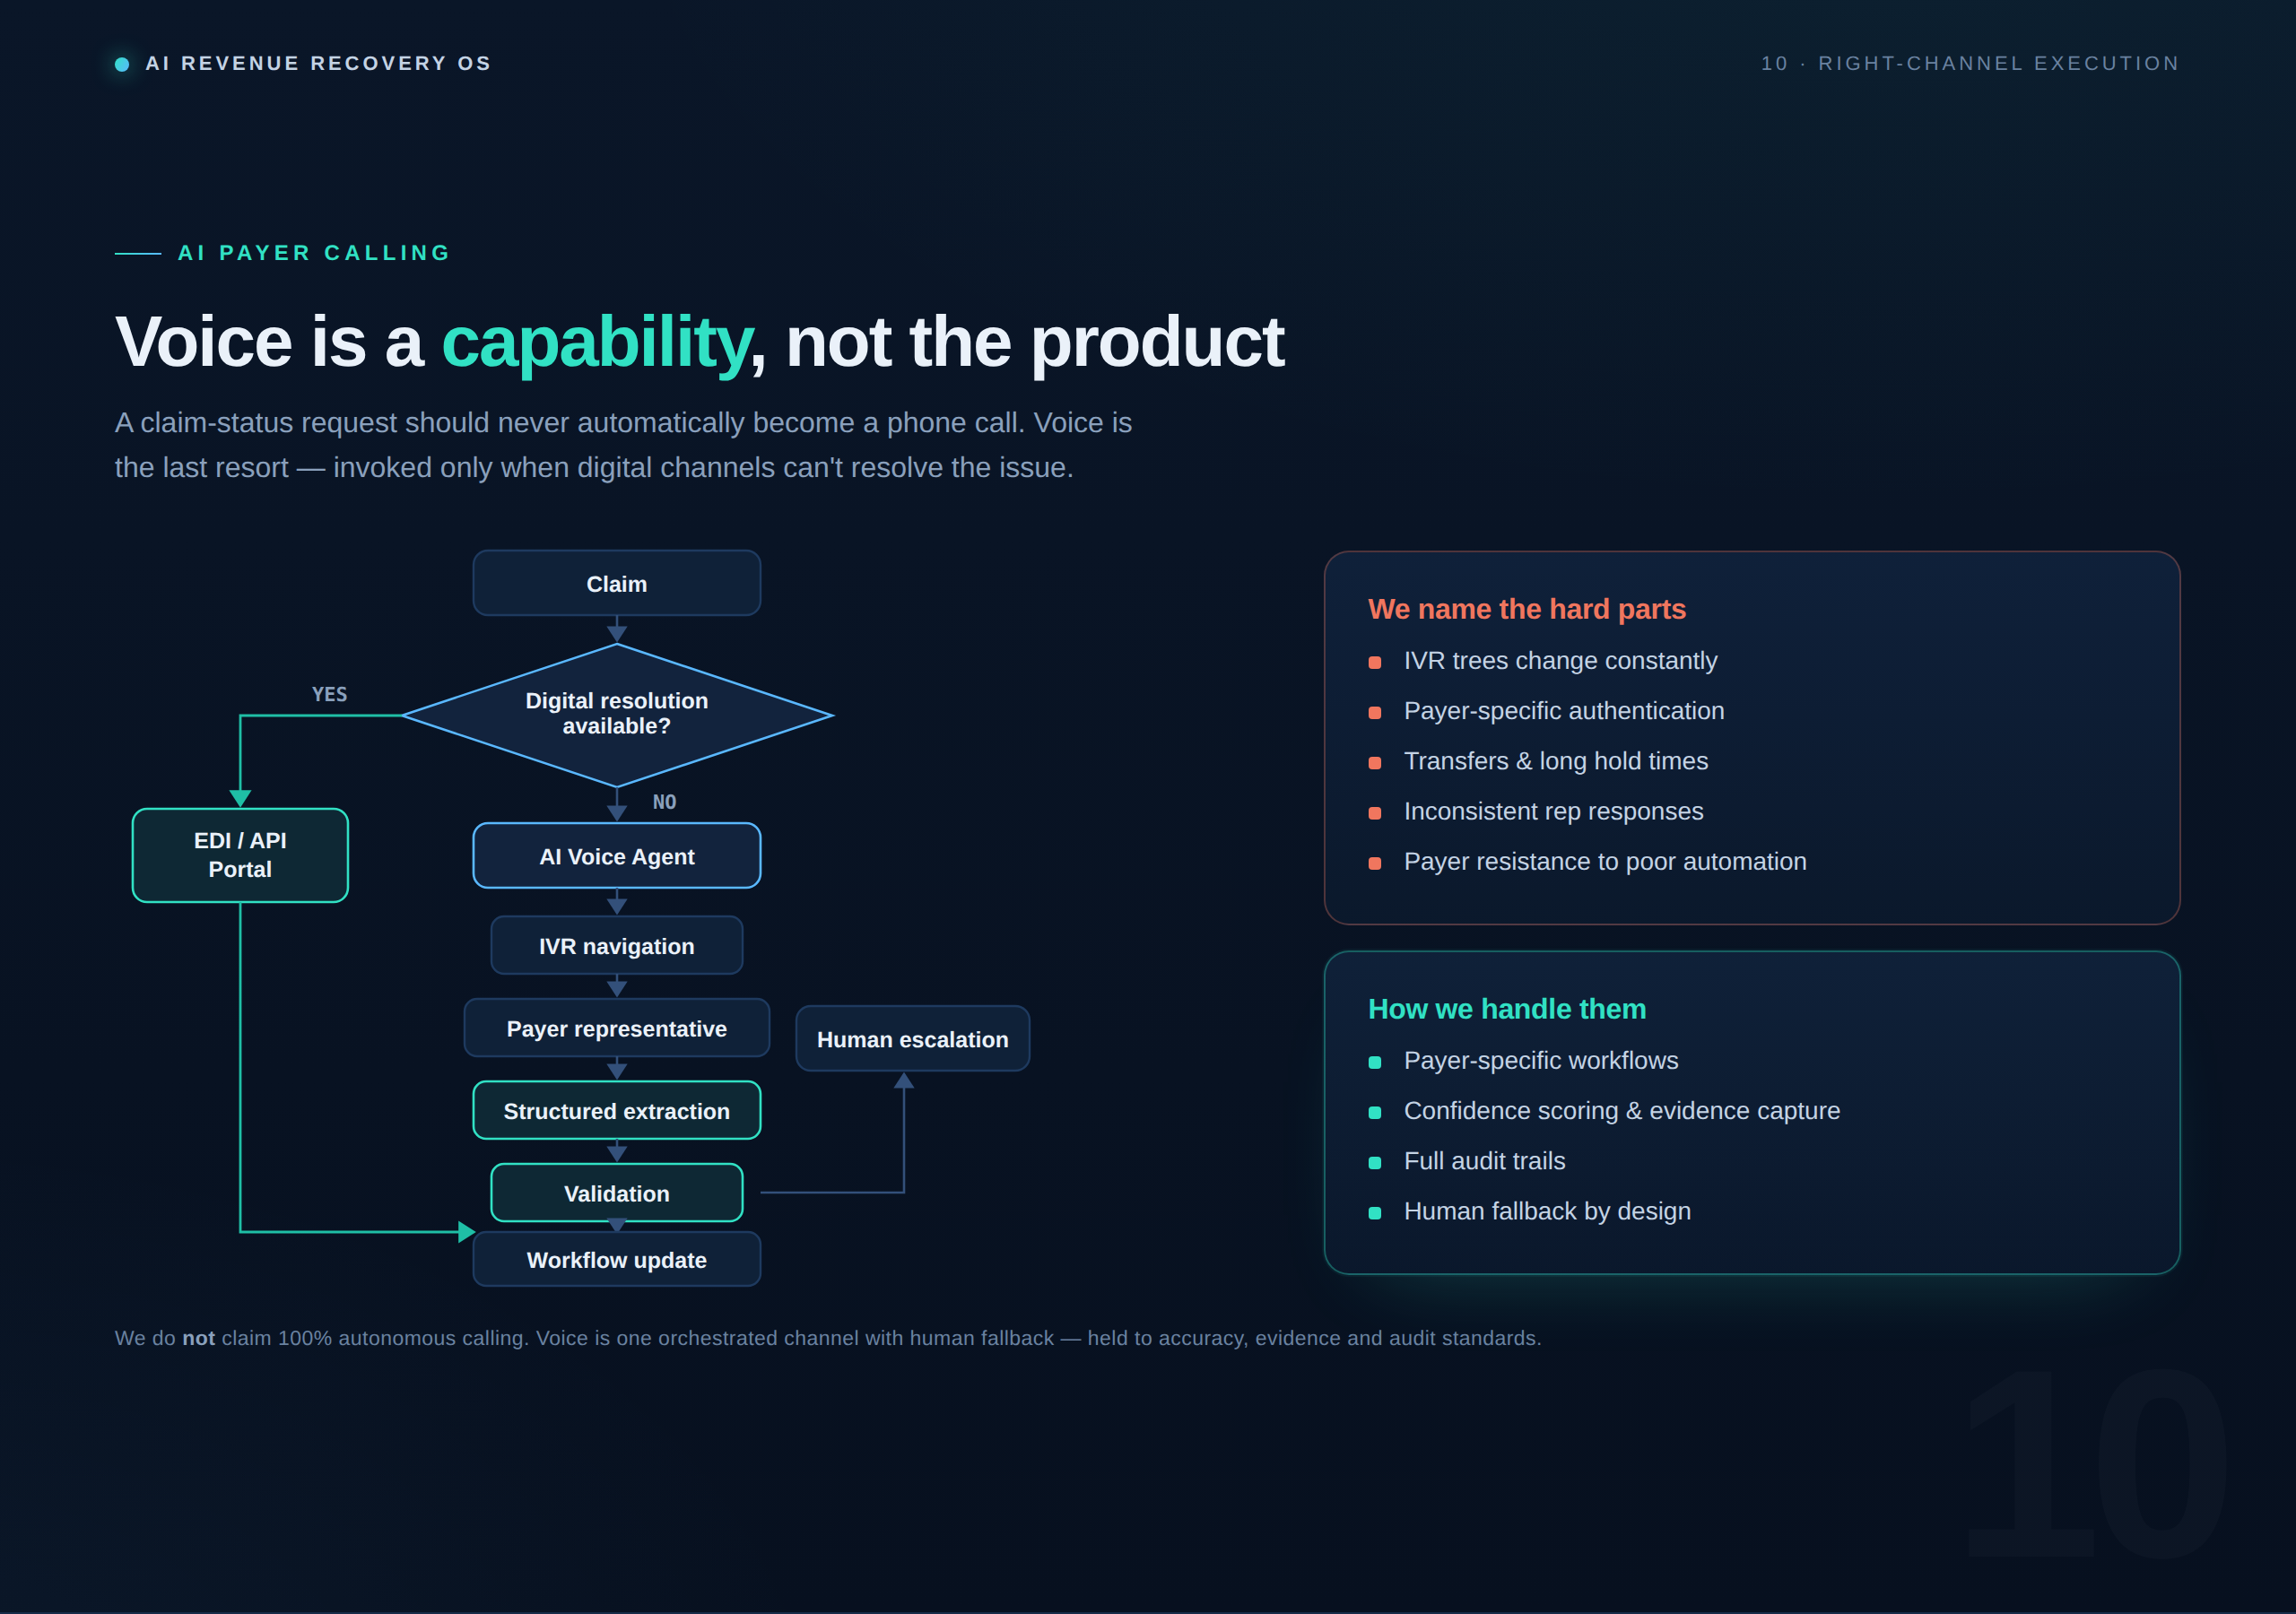 AI REVENUE RECOVERY OS
10 · RIGHT-CHANNEL EXECUTION
AI PAYER CALLING
Voice is a capability, not the product
A claim-status request should never automatically become a phone call. Voice is
the last resort — invoked only when digital channels can't resolve the issue.
Claim
Digital resolution
available?
YES
NO
EDI / API
Portal
AI Voice Agent
IVR navigation
Payer representative
Human escalation
Structured extraction
Validation
Workflow update
We name the hard parts
IVR trees change constantly
Payer-specific authentication
Transfers & long hold times
Inconsistent rep responses
Payer resistance to poor automation
How we handle them
Payer-specific workflows
Confidence scoring & evidence capture
Full audit trails
Human fallback by design
We do not claim 100% autonomous calling. Voice is one orchestrated channel with human fallback — held to accuracy, evidence and audit standards.
10